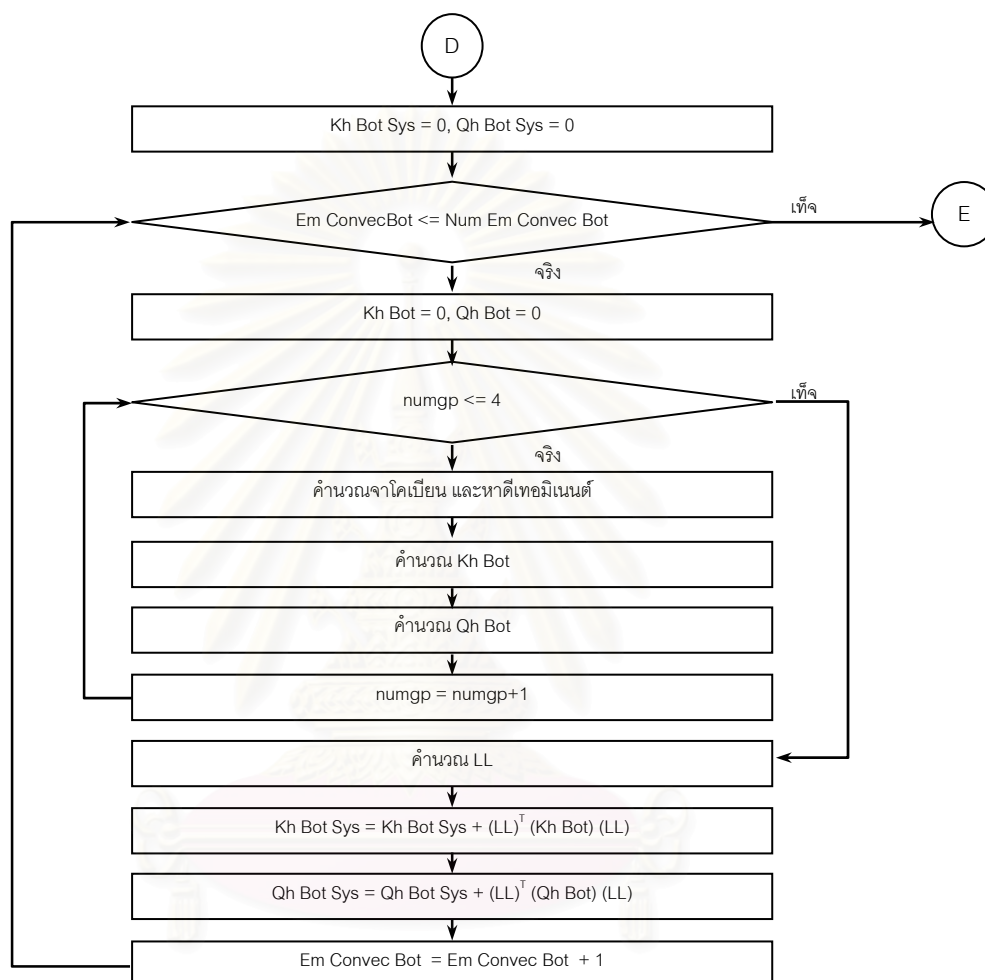 D
Kh Bot Sys = 0, Qh Bot Sys = 0
Em ConvecBot <= Num Em Convec Bot
เท็จ
E
จริง
Kh Bot = 0, Qh Bot = 0
numgp <= 4
เท็จ
จริง
คำนวณจาโคเบียน และหาดีเทอมิเนนต์
คำนวณ Kh Bot
คำนวณ Qh Bot
numgp = numgp+1
คำนวณ LL
Kh Bot Sys = Kh Bot Sys + (LL)ᵀ (Kh Bot) (LL)
Qh Bot Sys = Qh Bot Sys + (LL)ᵀ (Qh Bot) (LL)
Em Convec Bot = Em Convec Bot + 1